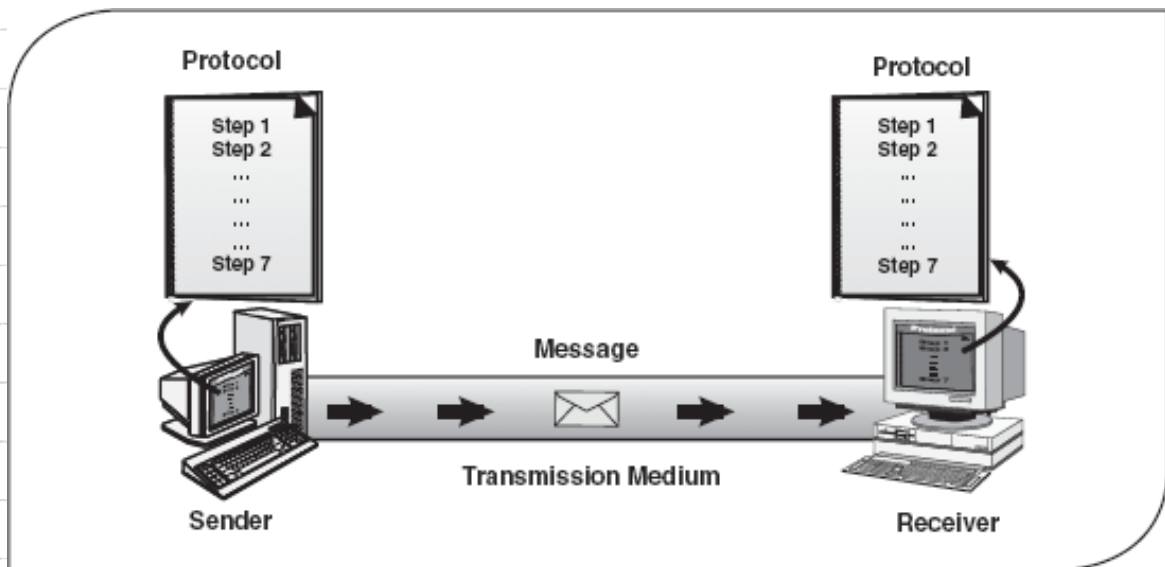 Protocol
Step 1
Step 2
...
...
...
...
Step 7
Protocol
Step 1
Step 2
...
...
...
...
Step 7
Message
Transmission Medium
Sender
Receiver